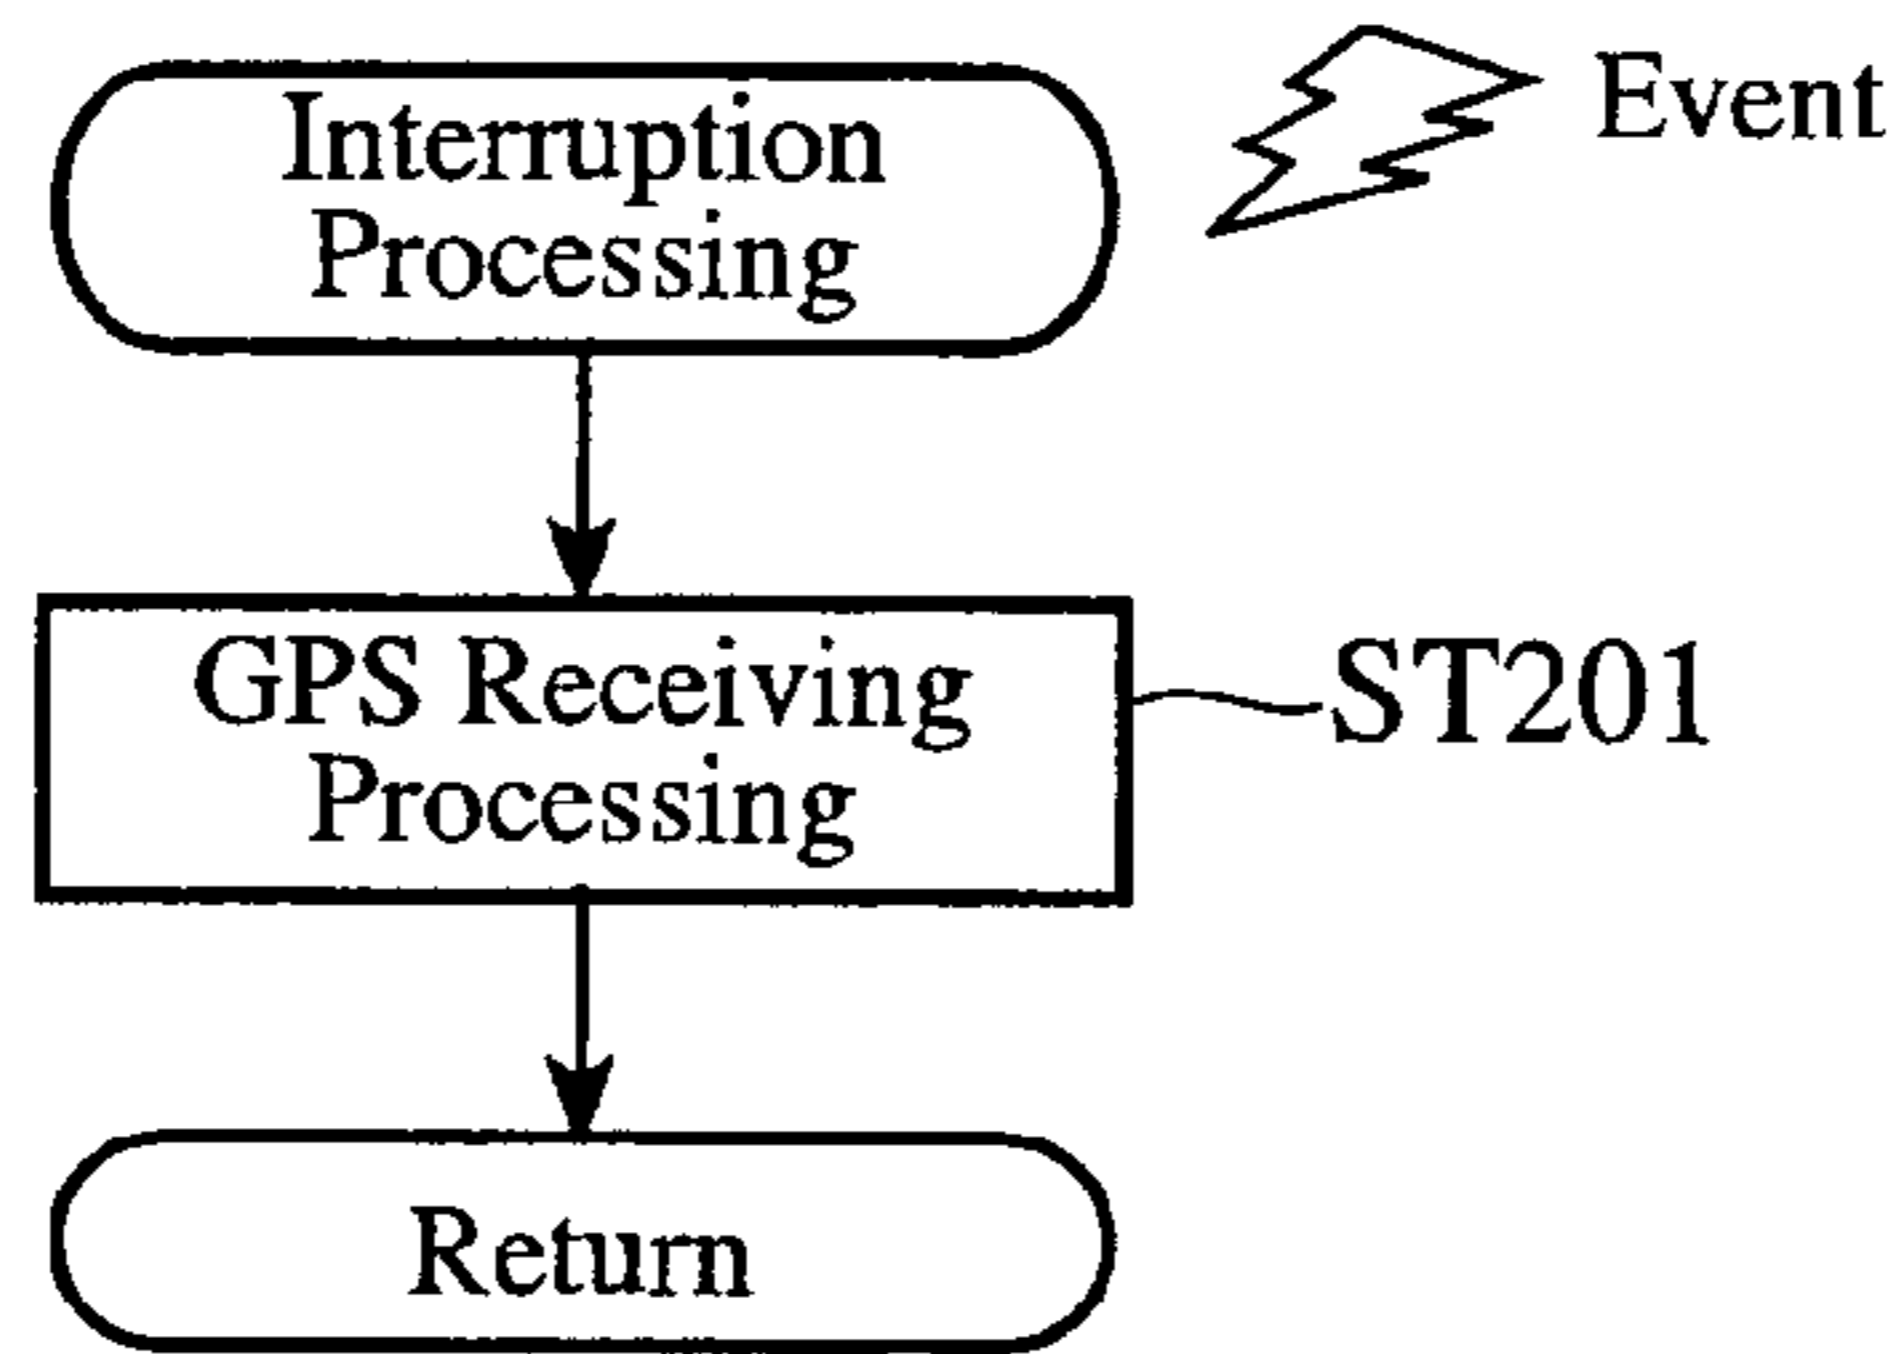 Interruption
Processing
Event
GPS Receiving
Processing
ST201
Return